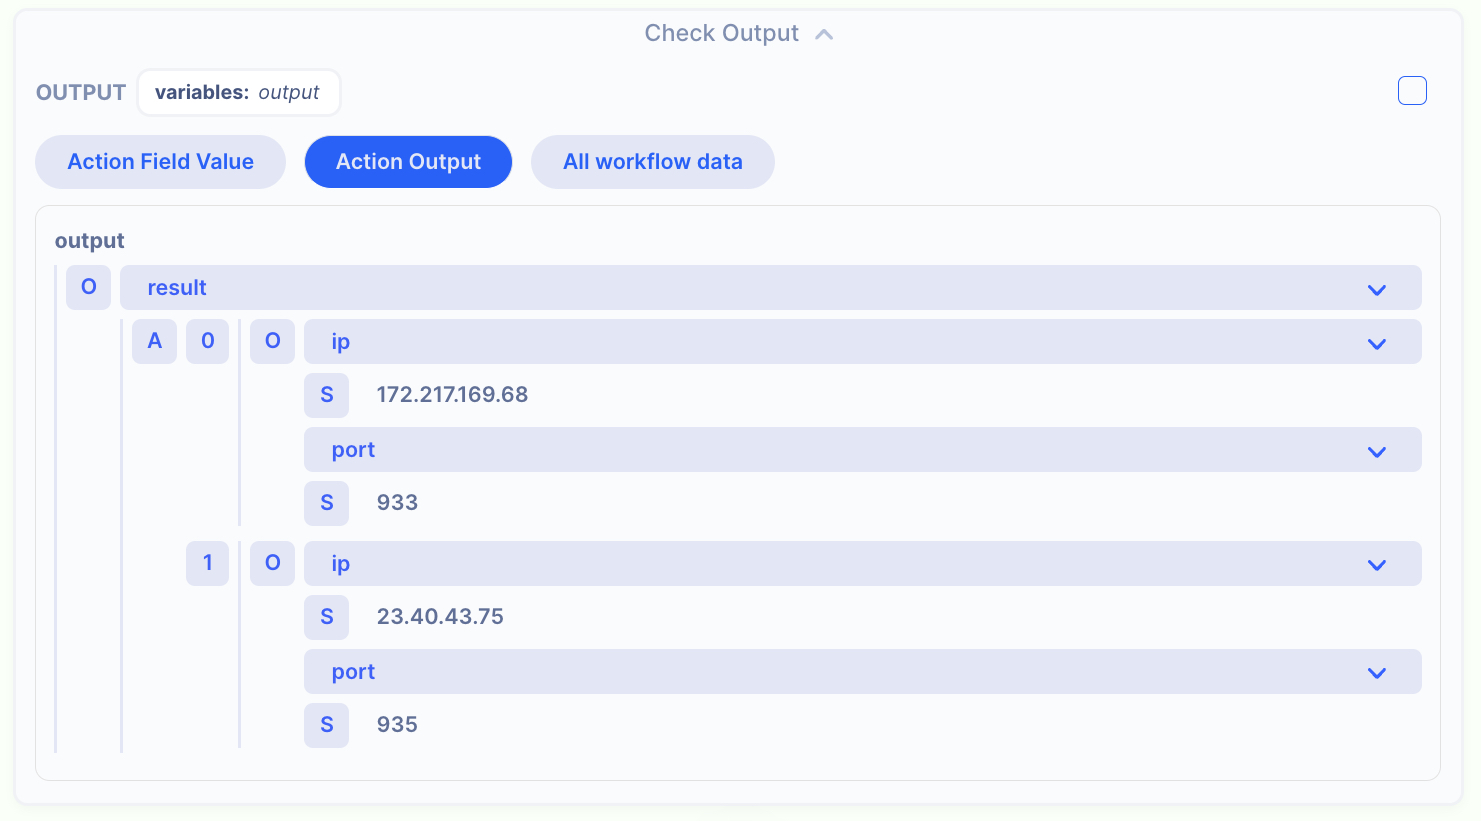 Check Output
OUTPUT variables: output
Action Field Value Action Output All workflow data
output
O result
A 0 O ip
S 172.217.169.68
port
S 933
1 O ip
S 23.40.43.75
port
S 935